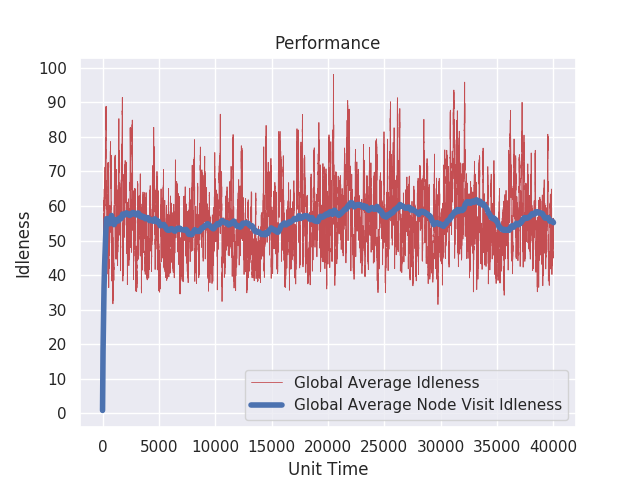 Performance
100
90
80
70
60
50
40
30
20
10
0
Idleness
Global Average Idleness
Global Average Node Visit Idleness
0 5000 10000 15000 20000 25000 30000 35000 40000
Unit Time